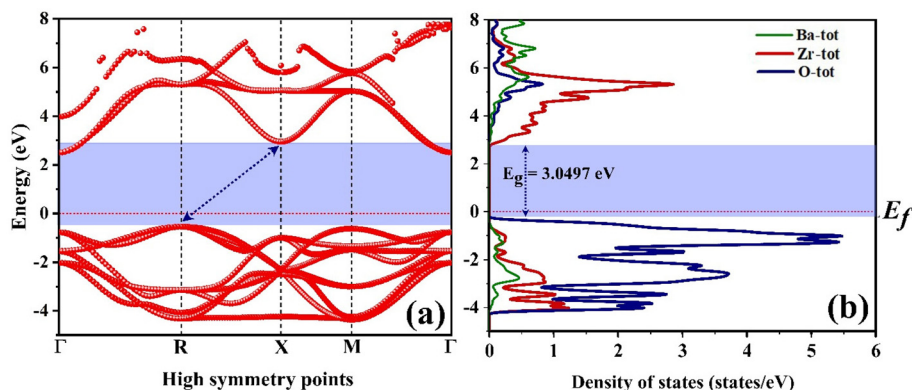 8
6
4
2
0
-2
-4
Energy (eV)
Γ
R
X
M
Γ
High symmetry points
(a)
8
6
4
2
0
-2
-4
Ba-tot
Zr-tot
O-tot
E_g = 3.0497 eV
E_f
(b)
0
1
2
3
4
5
6
Density of states (states/eV)